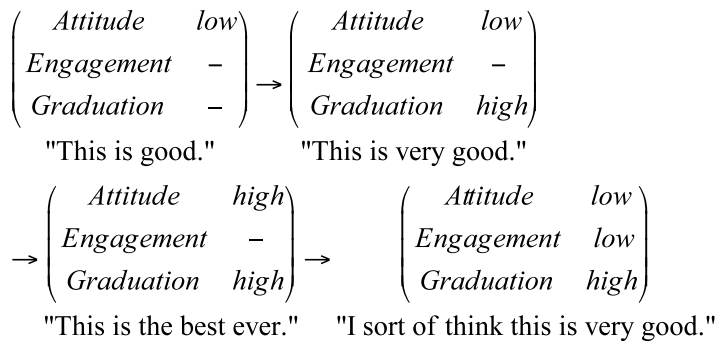 Attitude low Attitude low
Engagement – → Engagement –
Graduation – Graduation high
"This is good." "This is very good."
Attitude high Attitude low
→ Engagement – → Engagement low
Graduation high Graduation high
"This is the best ever." "I sort of think this is very good."